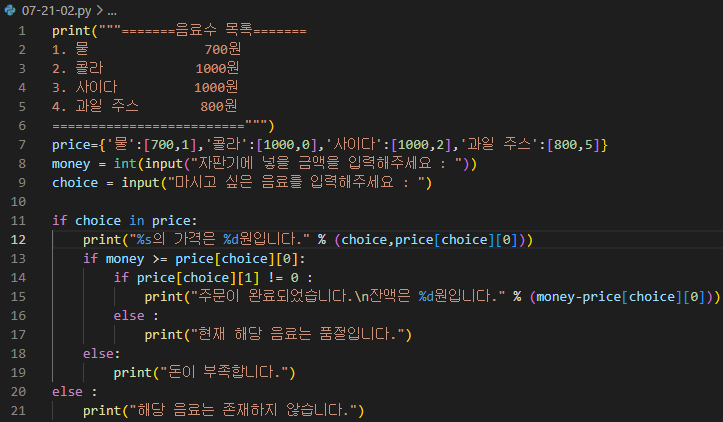 07-21-02.py > ...
1 print("""=======음료수 목록=======
2 1. 물 700원
3 2. 콜라 1000원
4 3. 사이다 1000원
5 4. 과일 주스 800원
6 =========================""")
7 price={'물':[700,1],'콜라':[1000,0],'사이다':[1000,2],'과일 주스':[800,5]}
8 money = int(input("자판기에 넣을 금액을 입력해주세요 : "))
9 choice = input("마시고 싶은 음료를 입력해주세요 : ")
10
11 if choice in price:
12 print("%s의 가격은 %d원입니다." % (choice,price[choice][0]))
13 if money >= price[choice][0]:
14 if price[choice][1] != 0 :
15 print("주문이 완료되었습니다.\n잔액은 %d원입니다." % (money-price[choice][0]))
16 else :
17 print("현재 해당 음료는 품절입니다.")
18 else:
19 print("돈이 부족합니다.")
20 else :
21 print("해당 음료는 존재하지 않습니다.")